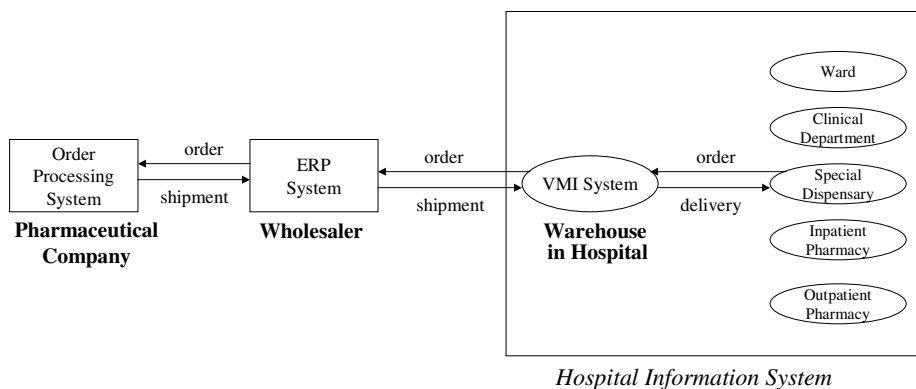 Order
Processing
System
Pharmaceutical
Company
order
shipment
ERP
System
Wholesaler
order
shipment
VMI System
Warehouse
in Hospital
order
delivery
Ward
Clinical
Department
Special
Dispensary
Inpatient
Pharmacy
Outpatient
Pharmacy
Hospital Information System